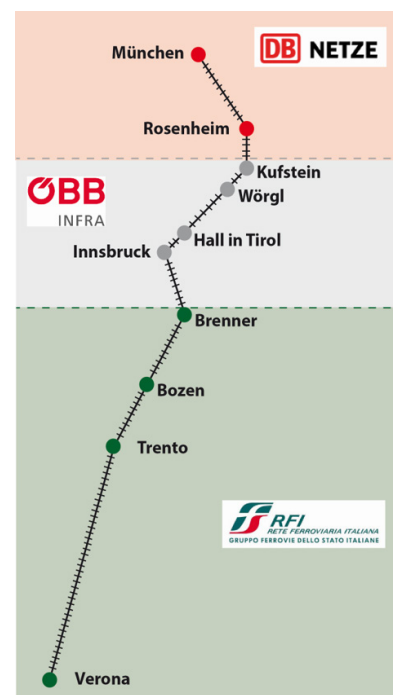 München
DB NETZE
Rosenheim
Kufstein
ÖBB
INFRA
Wörgl
Hall in Tirol
Innsbruck
Brenner
Bozen
Trento
RFI
RETE FERROVIARIA ITALIANA
GRUPPO FERROVIE DELLO STATO ITALIANE
Verona